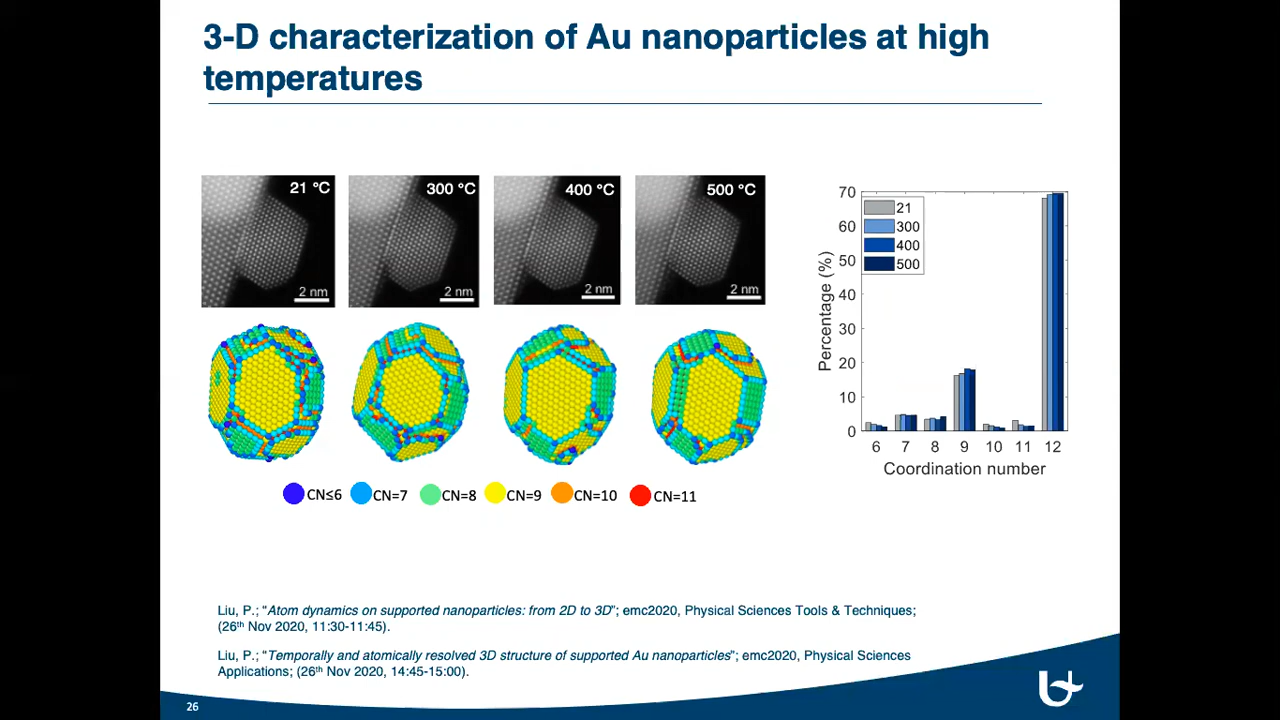 3-D characterization of Au nanoparticles at high
temperatures
21 °C
300 °C
400 °C
500 °C
2 nm
2 nm
2 nm
2 nm
CN≤6
CN=7
CN=8
CN=9
CN=10
CN=11
70
60
50
40
30
20
10
0
Percentage (%)
21
300
400
500
6 7 8 9 10 11 12
Coordination number
Liu, P.; "Atom dynamics on supported nanoparticles: from 2D to 3D"; emc2020, Physical Sciences Tools & Techniques;
(26th Nov 2020, 11:30-11:45).
Liu, P.; "Temporally and atomically resolved 3D structure of supported Au nanoparticles"; emc2020, Physical Sciences
Applications; (26th Nov 2020, 14:45-15:00).
26